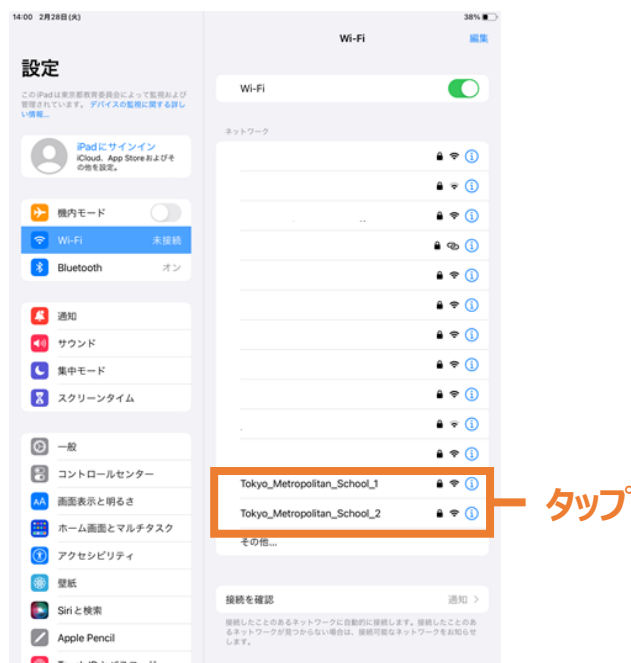 14:00 2月28日(火)
38%
Wi-Fi
編集
設定
このiPadは東京都教育委員会によって監視および
管理されています。デバイスの監視に関する詳し
い情報...
iPadにサインイン
iCloud、App Storeおよびそ
の他を設定。
機内モード
Wi-Fi 未接続
Bluetooth オン
通知
サウンド
集中モード
スクリーンタイム
一般
コントロールセンター
AA 画面表示と明るさ
ホーム画面とマルチタスク
アクセシビリティ
壁紙
Siriと検索
Apple Pencil
Wi-Fi
ネットワーク
Tokyo_Metropolitan_School_1
Tokyo_Metropolitan_School_2
その他...
タップ
接続を確認 通知
接続したことのあるネットワークに自動的に接続します。接続したことのあ
るネットワークが見つからない場合は、接続可能なネットワークをお知らせ
します。